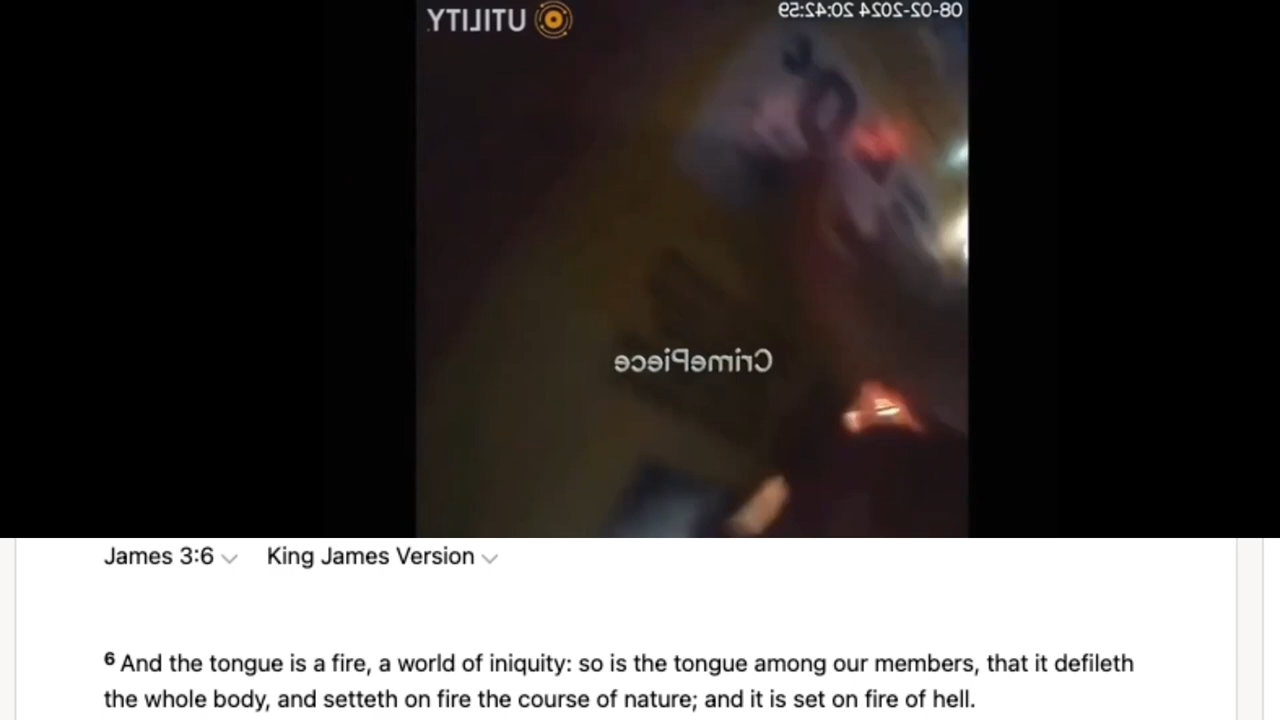 UTILITY
08-02-2024 20:42:59
CrimePiece
James 3:6 King James Version
6 And the tongue is a fire, a world of iniquity: so is the tongue among our members, that it defileth
the whole body, and setteth on fire the course of nature; and it is set on fire of hell.